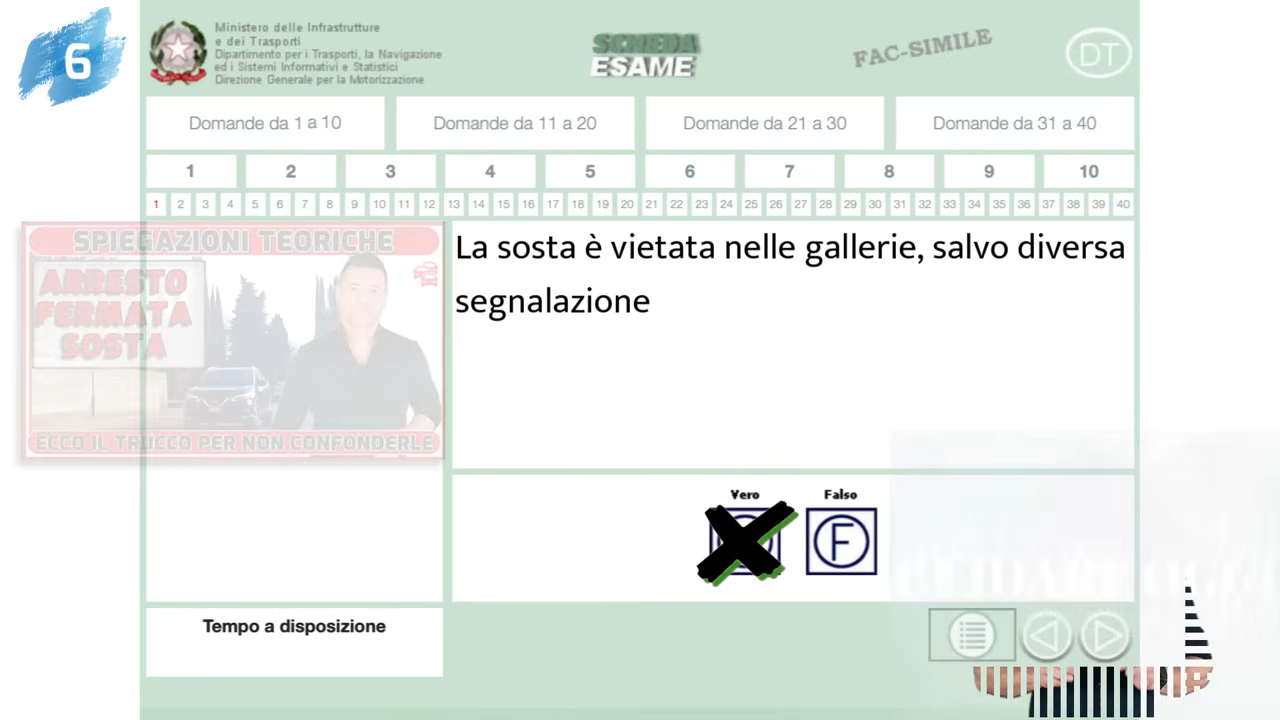 6
Ministero delle Infrastrutture
e dei Trasporti
Dipartimento per i Trasporti, la Navigazione
ed i Sistemi Informativi e Statistici
Direzione Generale per la Motorizzazione
SCHEDA
ESAME
FAC-SIMILE
DT
Domande da 1 a 10
Domande da 11 a 20
Domande da 21 a 30
Domande da 31 a 40
1 2 3 4 5 6 7 8 9 10
1 2 3 4 5 6 7 8 9 10 11 12 13 14 15 16 17 18 19 20 21 22 23 24 25 26 27 28 29 30 31 32 33 34 35 36 37 38 39 40
SPIEGAZIONI TEORICHE
ARRESTO
FERMATA
SOSTA
ECCO IL TRUCCO PER NON CONFONDERLE
La sosta è vietata nelle gallerie, salvo diversa
segnalazione
Vero
Falso
F
Tempo a disposizione